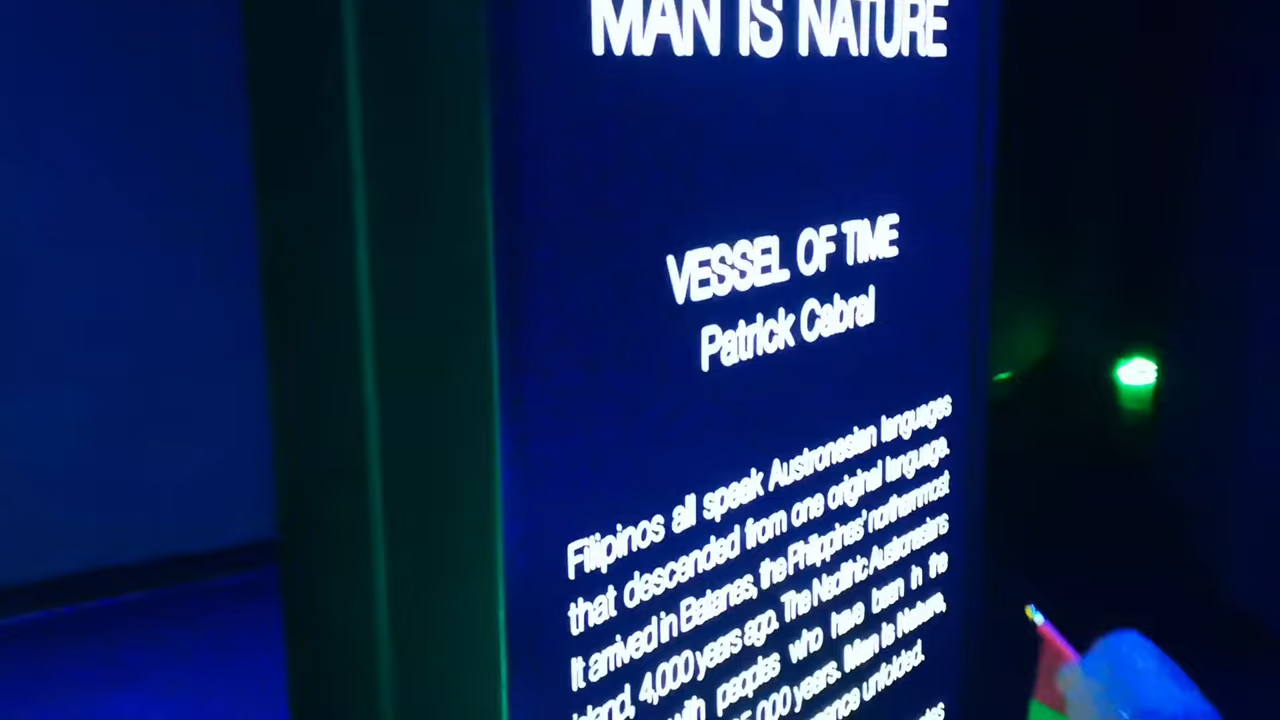 MAN IS NATURE
VESSEL OF TIME
Patrick Cabral
Filipinos all speak Austronesian languages
that descended from one original language.
It arrived in Batanes, the Philippines' northernmost
island, 4,000 years ago. The Neolithic Austronesians
with peoples who have been in the
000 years. Man Is Nature,
unfolded.